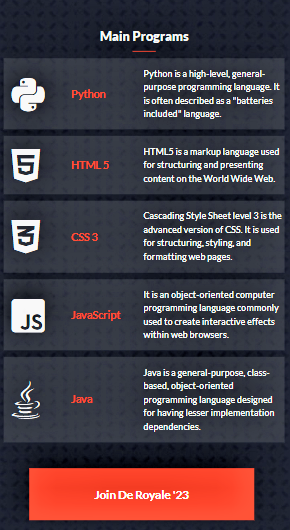 Main Programs
Python
Python is a high-level, general-
purpose programming language. It
is often described as a "batteries
included" language.
HTML 5
HTML5 is a markup language used
for structuring and presenting
content on the World Wide Web.
CSS 3
Cascading Style Sheet level 3 is the
advanced version of CSS. It is used
for structuring, styling, and
formatting web pages.
JS
JavaScript
It is an object-oriented computer
programming language commonly
used to create interactive effects
within web browsers.
Java
Java is a general-purpose, class-
based, object-oriented
programming language designed
for having lesser implementation
dependencies.
Join De Royale '23